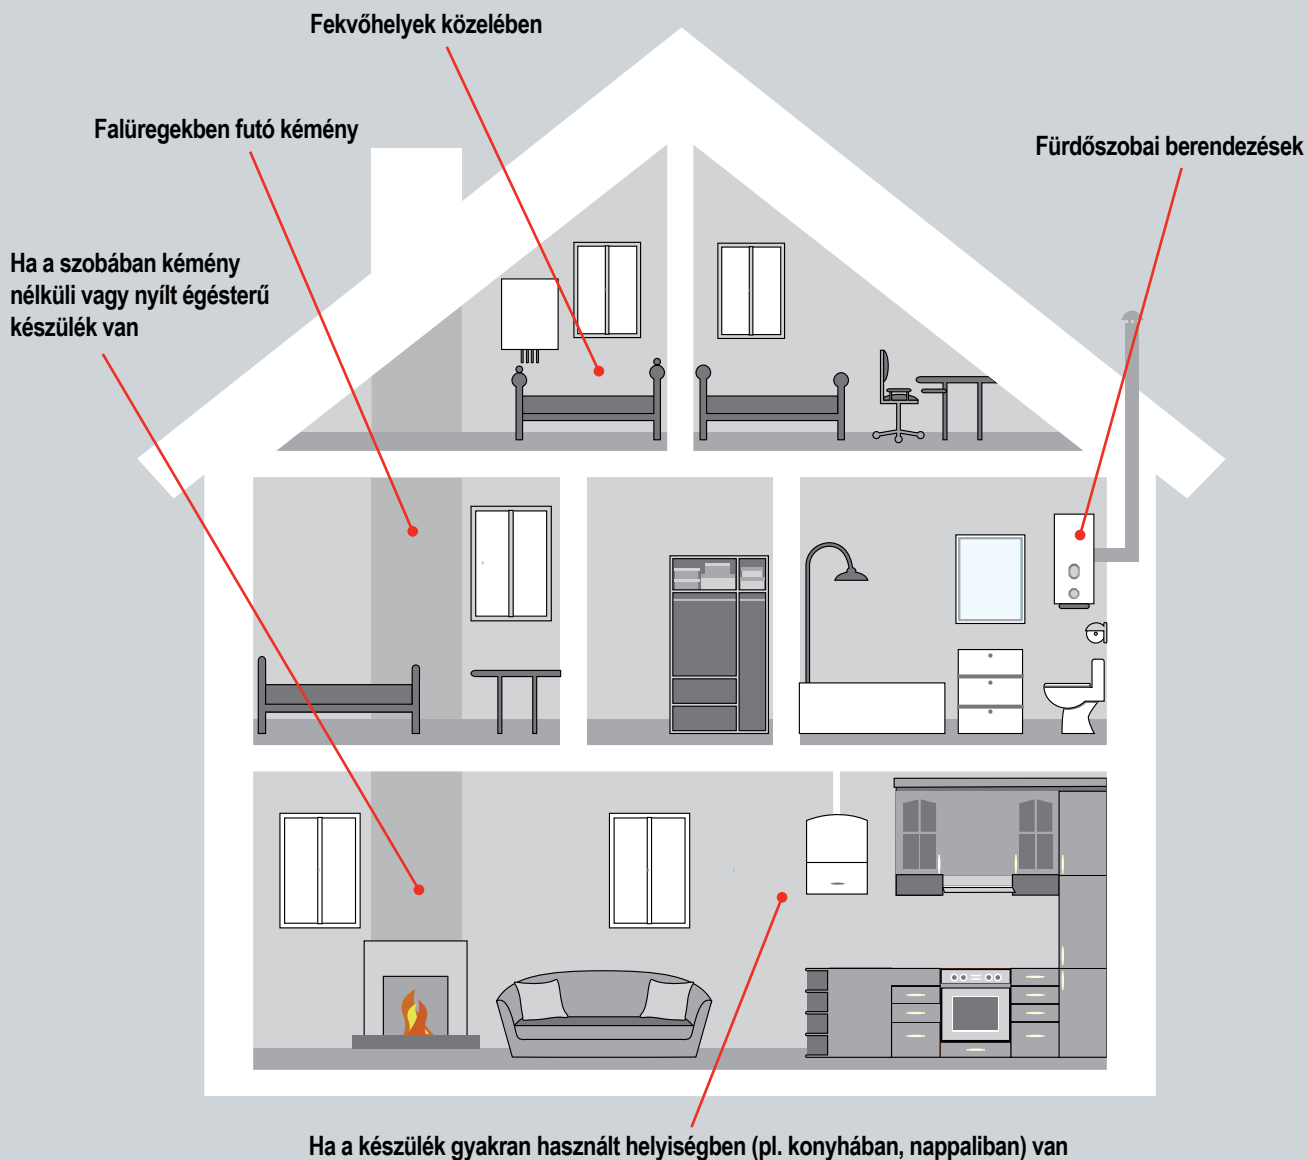 Fekvőhelyek közelében
Falüregekben futó kémény
Fürdőszobai berendezések
Ha a szobában kémény
nélküli vagy nyílt égésterű
készülék van
Ha a készülék gyakran használt helyiségben (pl. konyhában, nappaliban) van